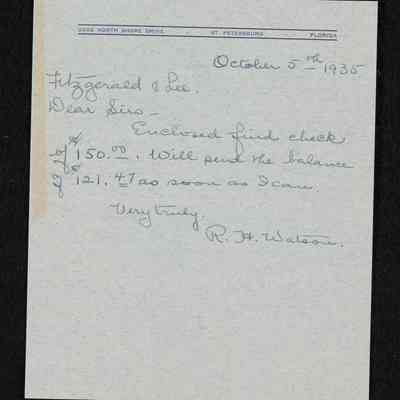 NORTH SHORE DRIVE · ST. PETERSBURG · FLORIDA
October 5th 1935
Fitzgerald & Lee.
Dear Sirs –
Enclosed find check
of $150.00. Will send the balance
of $121.47 as soon as I can.
Very truly,
R. H. Watson.